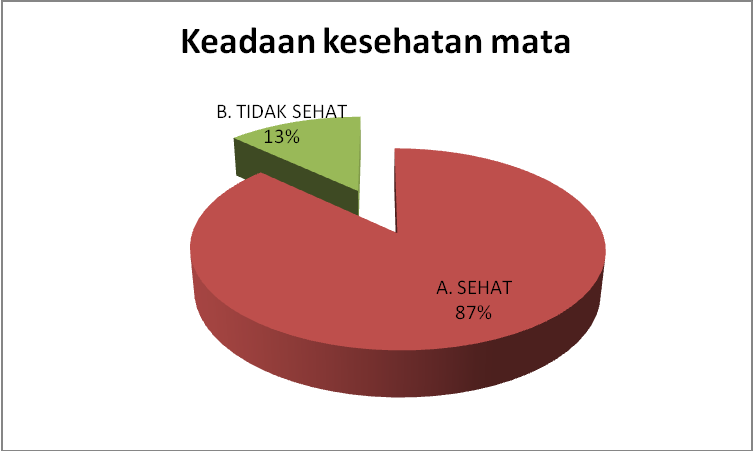 Keadaan kesehatan mata
B. TIDAK SEHAT
13%
A. SEHAT
87%